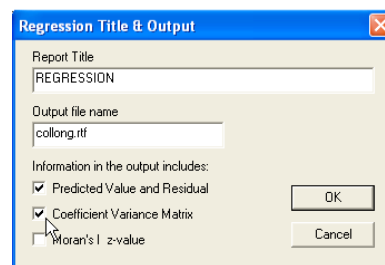 Regression Title & Output
Report Title
REGRESSION
Output file name
collong.rtf
Information in the output includes:
Predicted Value and Residual
OK
Coefficient Variance Matrix
Moran's I z-value
Cancel